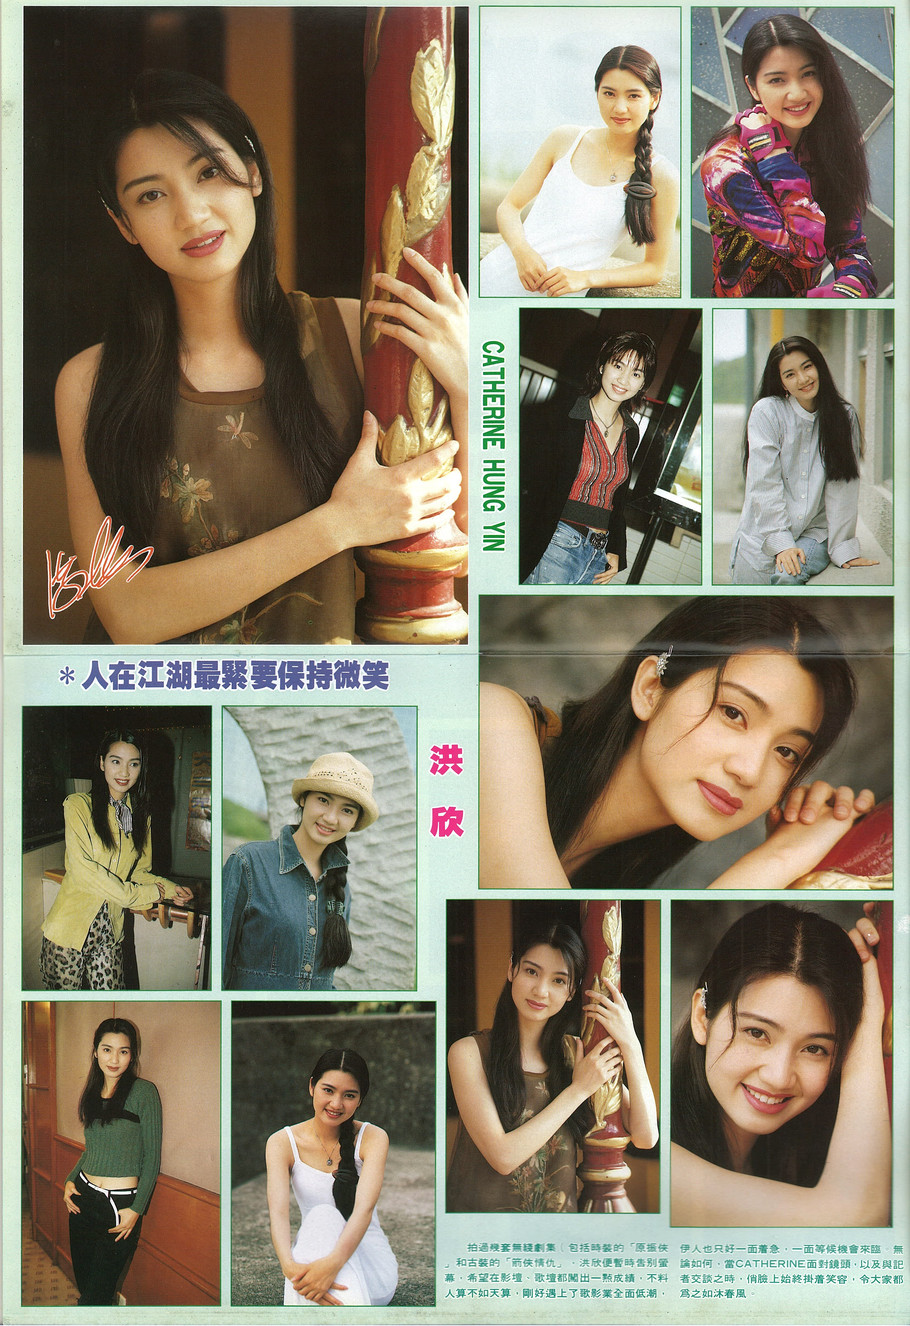 CATHERINE HUNG YIN
*人在江湖最緊要保持微笑
洪欣
拍過幾套無綫劇集（包括時裝的「原振俠
」和古裝的「箭俠情仇」，洪欣便暫時告別螢
幕，希望在影壇、歌壇都闖出一點成績，不料
人算不如天算，剛好遇上了歌影業全面低潮，
伊人也只好一面着急，一面等候機會來臨。無
論如何，當CATHERINE面對鏡頭，以及與記
者交談之時，俏臉上始終掛着笑容，令大家都
爲之如沐春風。